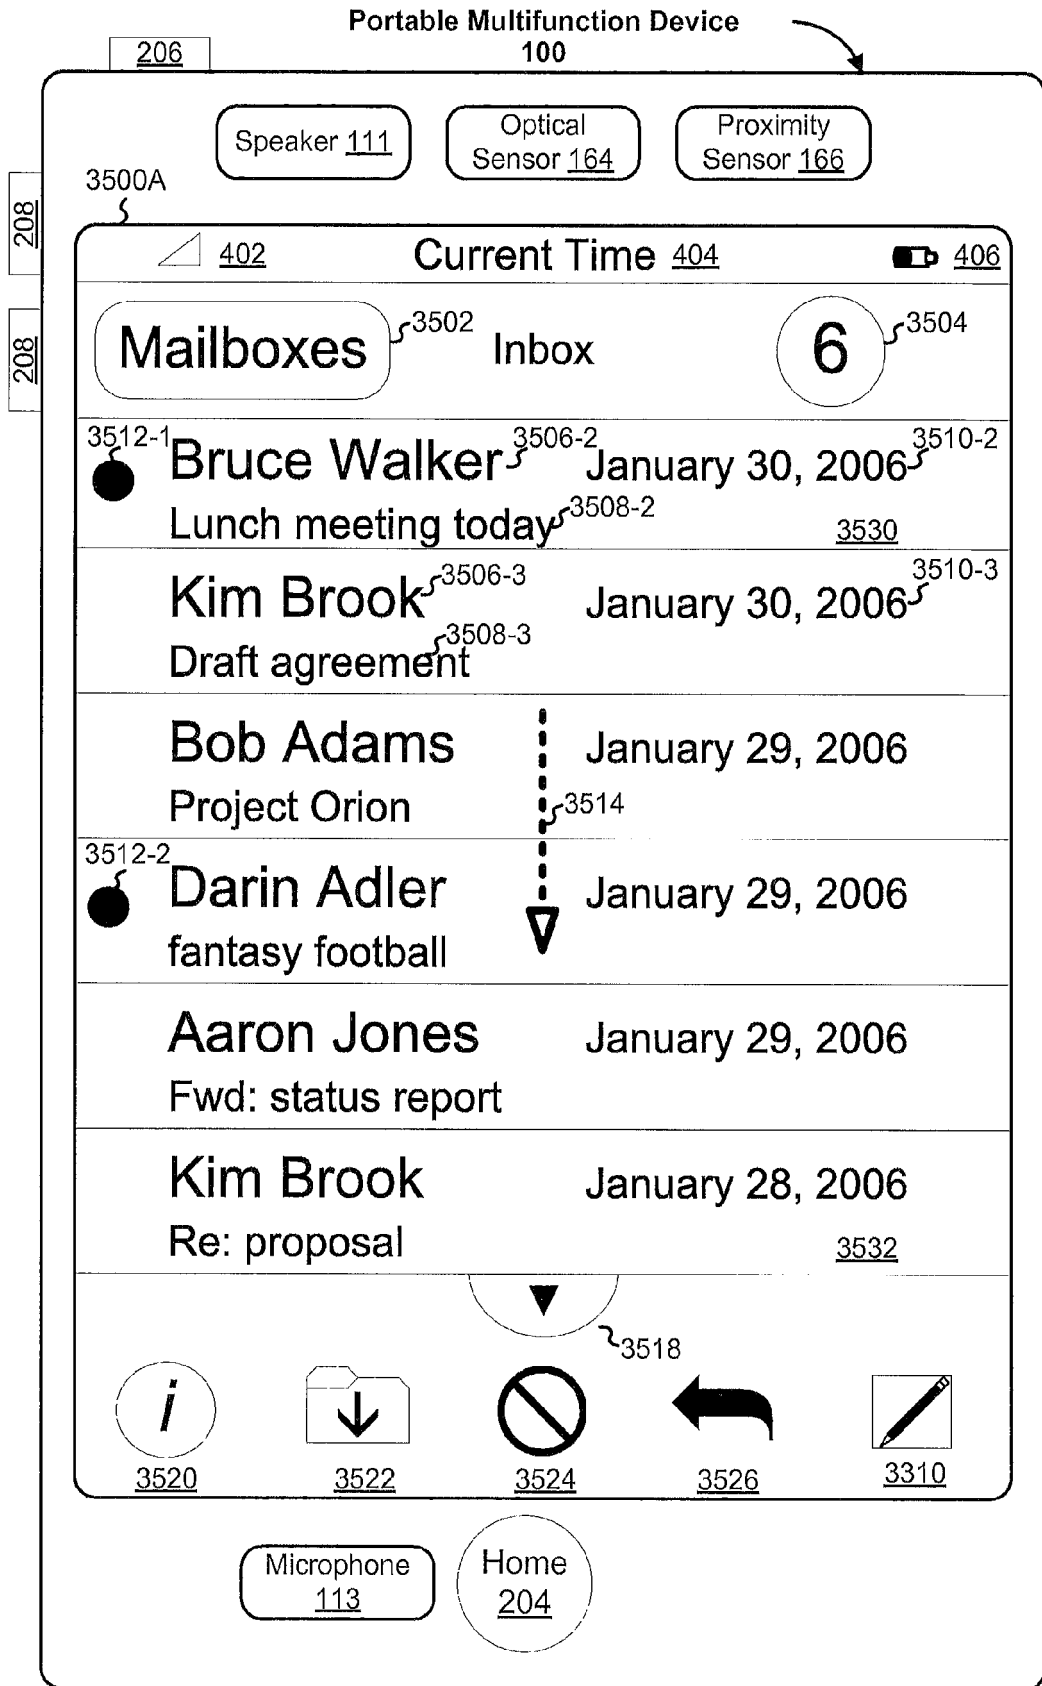 Portable Multifunction Device
100
206
Speaker 111
Optical
Sensor 164
Proximity
Sensor 166
3500A
208
208
402
Current Time 404
406
Mailboxes
3502
Inbox
6
3504
3512-1
Bruce Walker
3506-2
January 30, 2006
3510-2
Lunch meeting today
3508-2
3530
Kim Brook
3506-3
January 30, 2006
3510-3
Draft agreement
3508-3
Bob Adams
January 29, 2006
Project Orion
3514
3512-2
Darin Adler
January 29, 2006
fantasy football
Aaron Jones
January 29, 2006
Fwd: status report
Kim Brook
January 28, 2006
Re: proposal
3532
3518
i
3520
3522
3524
3526
3310
Microphone
113
Home
204